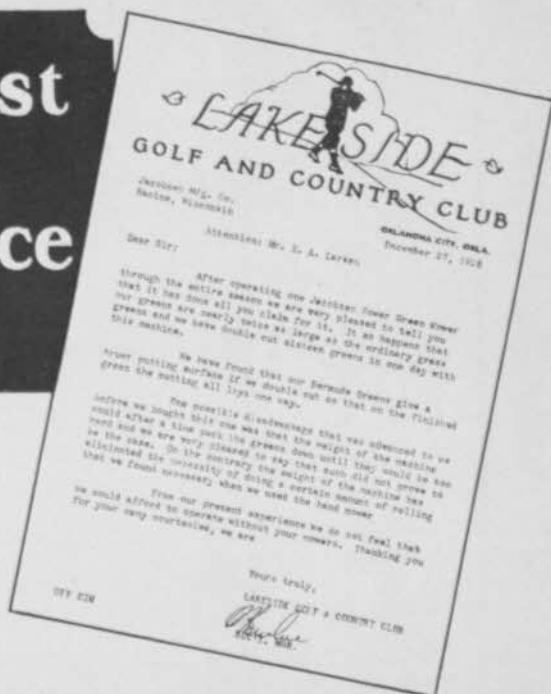 st
ce
LAKESIDE
GOLF AND COUNTRY CLUB
OKLAHOMA CITY, OKLA.
December 27, 1928
Jacobsen Mfg. Co.
Racine, Wisconsin
Attention: Mr. E. A. Larsen
Dear Sir:
After operating one Jacobsen Power Green Mower
through the entire season we are very pleased to tell you
that it has done all you claim for it. It so happens that
our greens are nearly twice as large as the ordinary grass
greens and we have double cut sixteen greens in one day with
this machine.
We have found that our Bermuda Greens give a
truer putting surface if we double cut so that on the finished
green the cutting all lays one way.
One possible disadvantage that was advanced to us
before we bought this one was that the weight of the machine
would after a time pack the greens down until they would be too
hard and we are very pleased to say that such did not prove to
be the case. On the contrary the weight of the machine has
eliminated the necessity of doing a certain amount of rolling
that we found necessary when we used the hand mower
From our present experience we do not feel that
we would afford to operate without your mowers. Thanking you
for your many courtesies, we are
Yours truly,
LAKESIDE GOLF & COUNTRY CLUB
MGR.